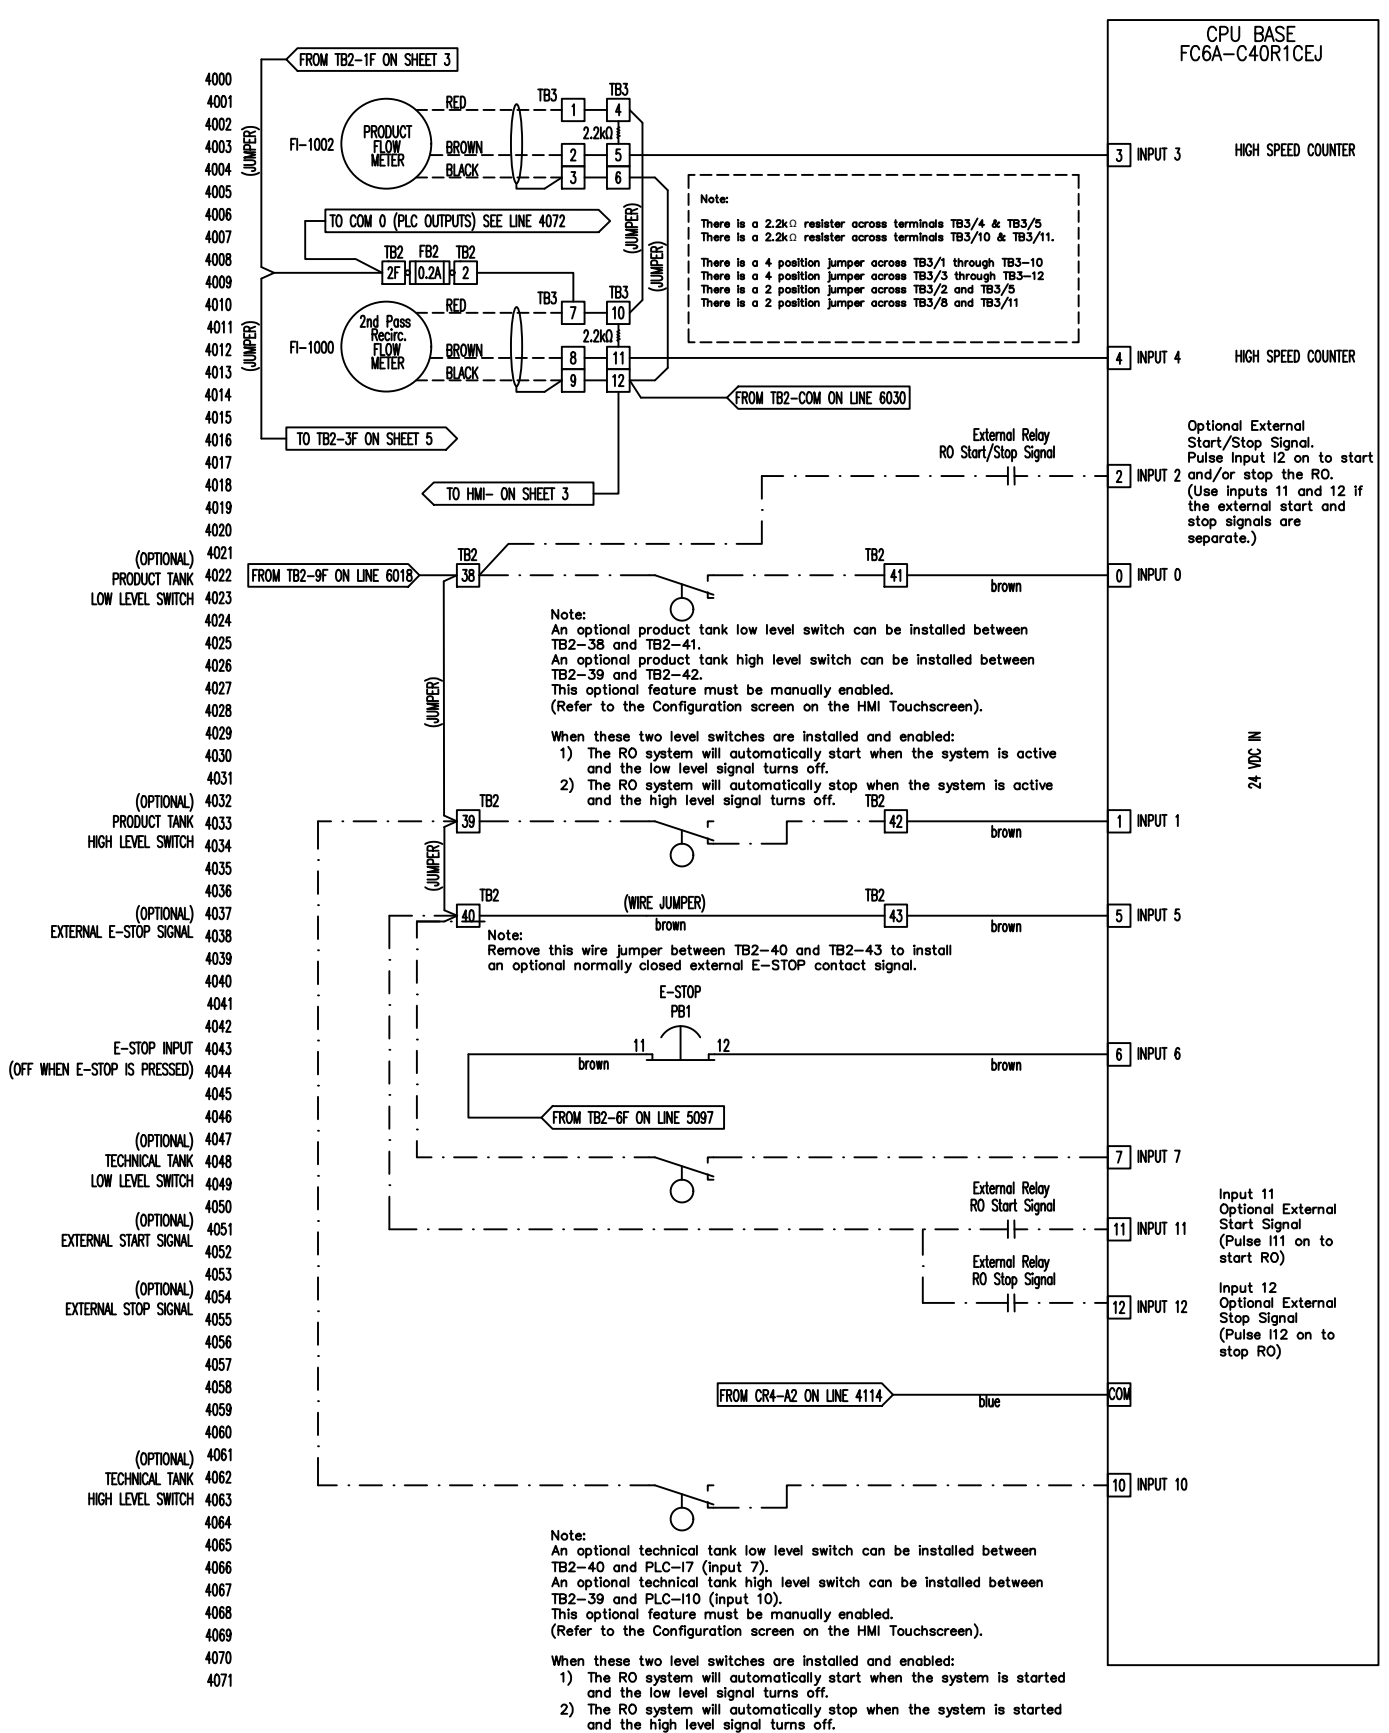 CPU BASE
FC6A-C40R1CEJ
FROM TB2-1F ON SHEET 3
4000
4001
4002
4003
4004
4005
4006
4007
4008
4009
4010
4011
4012
4013
4014
4015
4016
4017
4018
4019
4020
4021
4022
4023
4024
4025
4026
4027
4028
4029
4030
4031
4032
4033
4034
4035
4036
4037
4038
4039
4040
4041
4042
4043
4044
4045
4046
4047
4048
4049
4050
4051
4052
4053
4054
4055
4056
4057
4058
4059
4060
4061
4062
4063
4064
4065
4066
4067
4068
4069
4070
4071
(JUMPER)
FI-1002
PRODUCT
FLOW
METER
RED
BROWN
BLACK
TB3
1
2
3
TB3
4
2.2kΩ
5
6
3 INPUT 3
HIGH SPEED COUNTER
(JUMPER)
(JUMPER)
Note:
There is a 2.2kΩ resister across terminals TB3/4 & TB3/5
There is a 2.2kΩ resister across terminals TB3/10 & TB3/11.
There is a 4 position jumper across TB3/1 through TB3-10
There is a 4 position jumper across TB3/3 through TB3-12
There is a 2 position jumper across TB3/2 and TB3/5
There is a 2 position jumper across TB3/8 and TB3/11
TO COM 0 (PLC OUTPUTS) SEE LINE 4072
TB2 FB2 TB2
2F 0.2A 2
(JUMPER)
FI-1000
2nd Pass
Recirc.
FLOW
METER
RED
BROWN
BLACK
TB3
7
8
9
TB3
10
2.2kΩ
11
12
4 INPUT 4
HIGH SPEED COUNTER
FROM TB2-COM ON LINE 6030
TO TB2-3F ON SHEET 5
TO HMI- ON SHEET 3
External Relay
RO Start/Stop Signal
2 INPUT 2
Optional External
Start/Stop Signal.
Pulse Input I2 on to start
and/or stop the RO.
(Use inputs 11 and 12 if
the external start and
stop signals are
separate.)
(OPTIONAL)
PRODUCT TANK
LOW LEVEL SWITCH
FROM TB2-9F ON LINE 6018
TB2
38
TB2
41
brown
0 INPUT 0
Note:
An optional product tank low level switch can be installed between
TB2-38 and TB2-41.
An optional product tank high level switch can be installed between
TB2-39 and TB2-42.
This optional feature must be manually enabled.
(Refer to the Configuration screen on the HMI Touchscreen).
When these two level switches are installed and enabled:
1) The RO system will automatically start when the system is active
and the low level signal turns off.
2) The RO system will automatically stop when the system is active
and the high level signal turns off.
(JUMPER)
24 VDC IN
(OPTIONAL)
PRODUCT TANK
HIGH LEVEL SWITCH
TB2
39
TB2
42
brown
1 INPUT 1
(JUMPER)
(OPTIONAL)
EXTERNAL E-STOP SIGNAL
TB2
40
(WIRE JUMPER)
brown
TB2
43
brown
5 INPUT 5
Note:
Remove this wire jumper between TB2-40 and TB2-43 to install
an optional normally closed external E-STOP contact signal.
E-STOP
PB1
E-STOP INPUT
(OFF WHEN E-STOP IS PRESSED)
11
12
brown
brown
6 INPUT 6
FROM TB2-6F ON LINE 5097
(OPTIONAL)
TECHNICAL TANK
LOW LEVEL SWITCH
7 INPUT 7
(OPTIONAL)
EXTERNAL START SIGNAL
External Relay
RO Start Signal
11 INPUT 11
Input 11
Optional External
Start Signal
(Pulse I11 on to
start RO)
(OPTIONAL)
EXTERNAL STOP SIGNAL
External Relay
RO Stop Signal
12 INPUT 12
Input 12
Optional External
Stop Signal
(Pulse I12 on to
stop RO)
FROM CR4-A2 ON LINE 4114
blue
COM
(OPTIONAL)
TECHNICAL TANK
HIGH LEVEL SWITCH
10 INPUT 10
Note:
An optional technical tank low level switch can be installed between
TB2-40 and PLC-I7 (input 7).
An optional technical tank high level switch can be installed between
TB2-39 and PLC-I10 (input 10).
This optional feature must be manually enabled.
(Refer to the Configuration screen on the HMI Touchscreen).
When these two level switches are installed and enabled:
1) The RO system will automatically start when the system is started
and the low level signal turns off.
2) The RO system will automatically stop when the system is started
and the high level signal turns off.